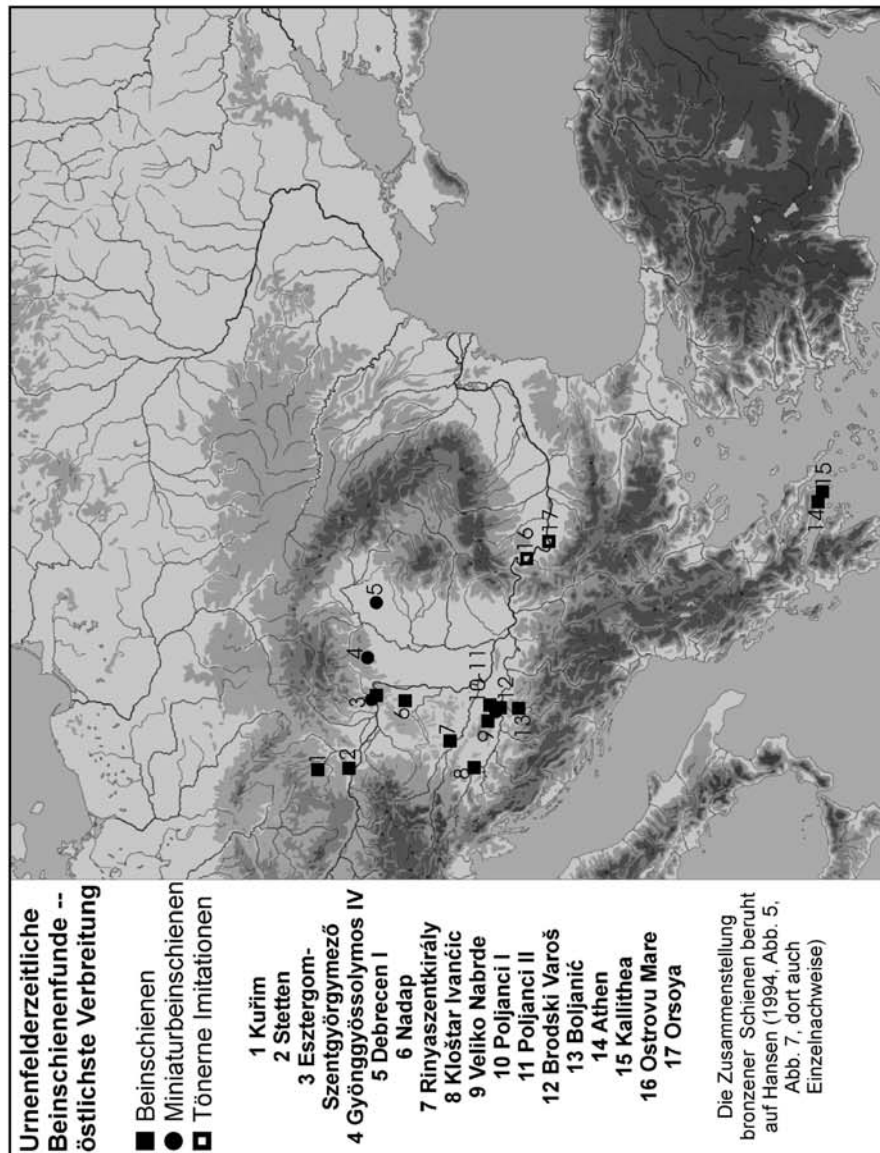 Urnenfelderzeitliche
Beinschienenfunde --
östlichste Verbreitung
Beinschienen
Miniaturbeinschienen
Tönerne Imitationen
1 Kuřim
2 Stetten
3 Esztergom-
Szentgyörgymező
4 Gyönggyössolymos IV
5 Debrecen I
6 Nadap
7 Rinyaszentkirály
8 Kloštar Ivančić
9 Veliko Nabrde
10 Poljanci I
11 Poljanci II
12 Brodski Varoš
13 Boljanić
14 Athen
15 Kallithea
16 Ostrovu Mare
17 Orsoya
Die Zusammenstellung
bronzener Schienen beruht
auf Hansen (1994, Abb. 5,
Abb. 7, dort auch
Einzelnachweise)
1
2
3
4
5
6
7
8
9
10-11
12
13
14
15
16
17